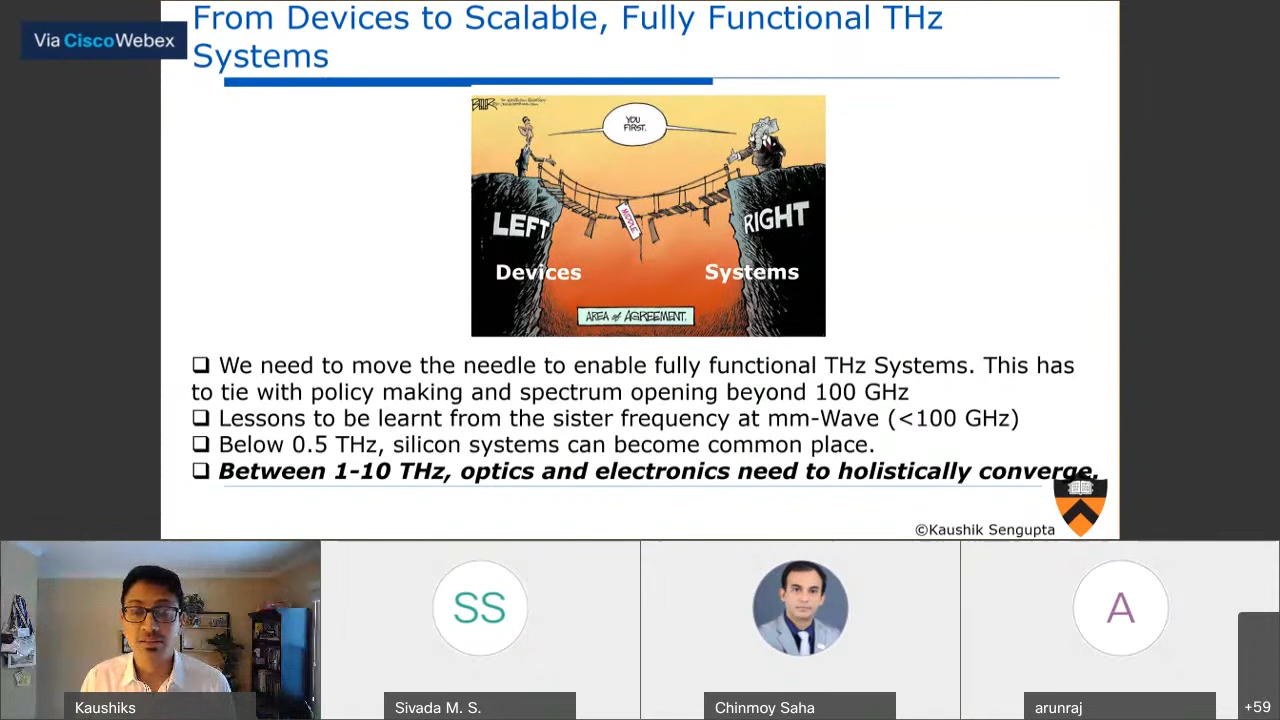 From Devices to Scalable, Fully Functional THz
Systems
Via Cisco Webex
YOU
FIRST.
LEFT
RIGHT
MIDDLE
Devices
Systems
AREA of AGREEMENT.
❑ We need to move the needle to enable fully functional THz Systems. This has
to tie with policy making and spectrum opening beyond 100 GHz
❑ Lessons to be learnt from the sister frequency at mm-Wave (<100 GHz)
❑ Below 0.5 THz, silicon systems can become common place.
❑ Between 1-10 THz, optics and electronics need to holistically converge.
©Kaushik Sengupta
SS
A
Kaushiks
Sivada M. S.
Chinmoy Saha
arunraj
+59